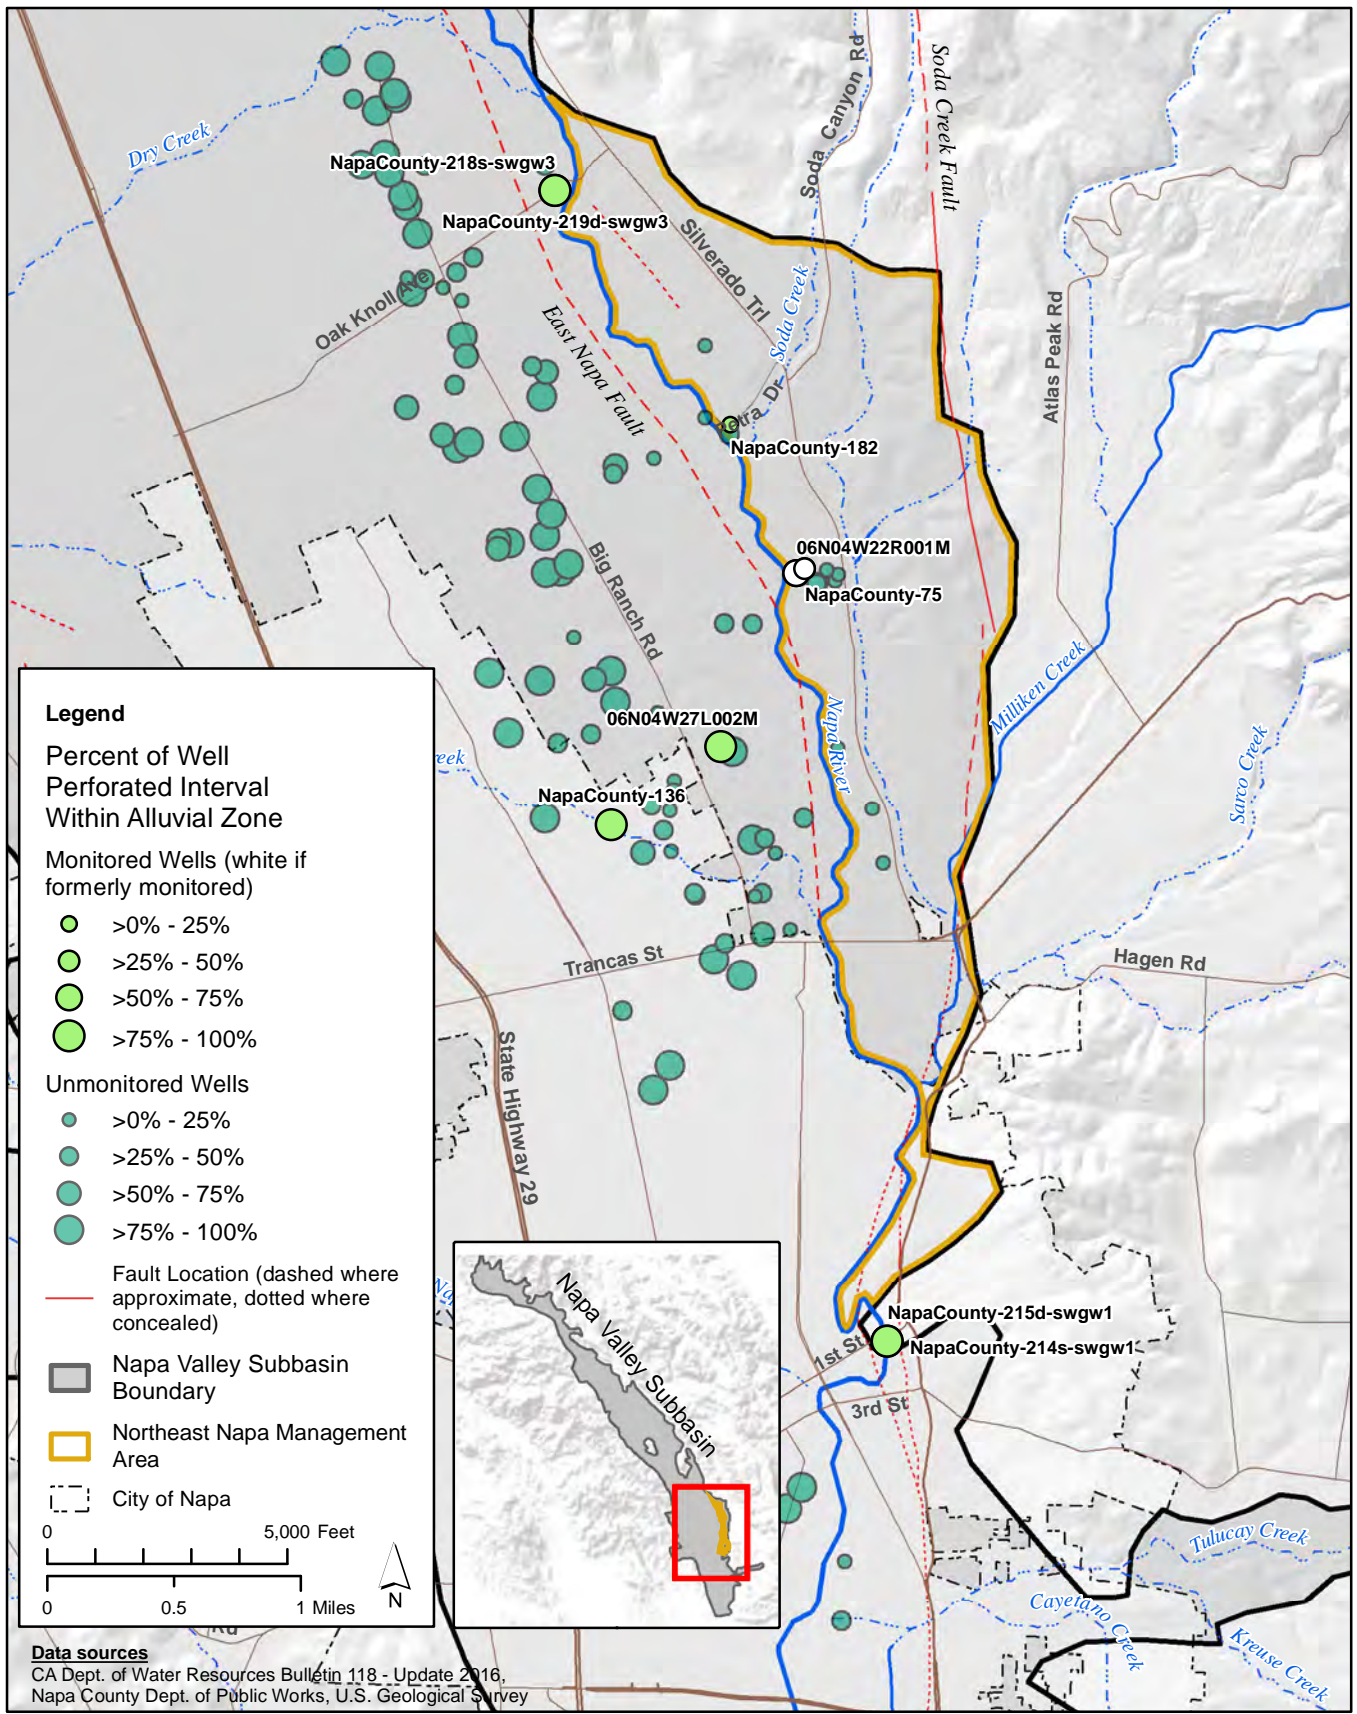 Dry Creek
Soda Canyon Rd
Soda Creek Fault
NapaCounty-218s-swgw3
NapaCounty-219d-swgw3
Silverado Trl
Oak Knoll Ave
East Napa Fault
Soda Creek
Atlas Peak Rd
Petra Dr
NapaCounty-182
06N04W22R001M
NapaCounty-75
Big Ranch Rd
Milliken Creek
Napa River
06N04W27L002M
Sarco Creek
NapaCounty-136
eek
Trancas St
Hagen Rd
State Highway 29
Legend
Percent of Well
Perforated Interval
Within Alluvial Zone
Monitored Wells (white if
formerly monitored)
>0% - 25%
>25% - 50%
>50% - 75%
>75% - 100%
Unmonitored Wells
>0% - 25%
>25% - 50%
>50% - 75%
>75% - 100%
Fault Location (dashed where
approximate, dotted where
concealed)
Napa Valley Subbasin
Boundary
Northeast Napa Management
Area
City of Napa
0 5,000 Feet
0 0.5 1 Miles
N
Napa Valley Subbasin
NapaCounty-215d-swgw1
NapaCounty-214s-swgw1
1st St
3rd St
Tulucay Creek
Cayetano Creek
Kreuse Creek
Rd
Data sources
CA Dept. of Water Resources Bulletin 118 - Update 2016,
Napa County Dept. of Public Works, U.S. Geological Survey